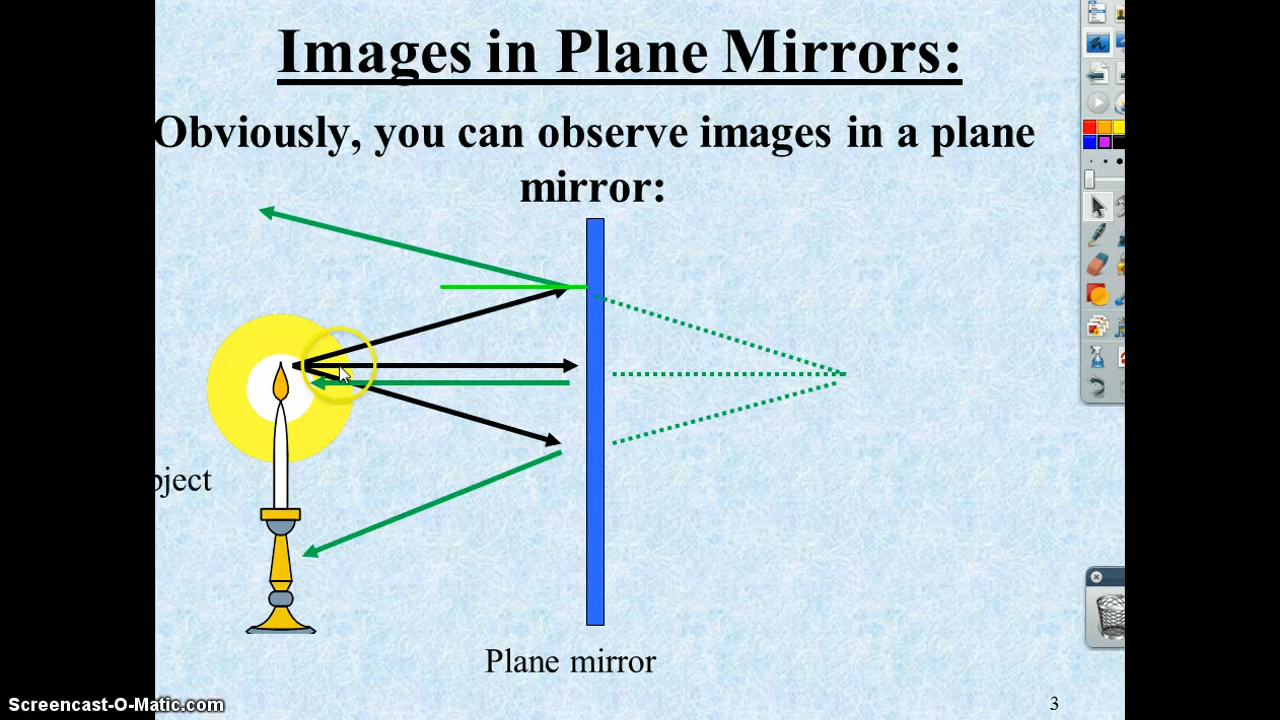 Images in Plane Mirrors:
Obviously, you can observe images in a plane
mirror:
bject
Plane mirror
3
Screencast-O-Matic.com